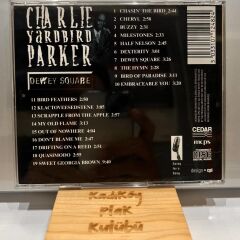 CHARLIE
YARDBIRD
PARKER
DEWEY SQUARE
1 CHASIN' THE BIRD 2:44
2 CHERYL 2:58
3 BUZZY 2:31
4 MILESTONES 2:33
5 HALF NELSON 2:45
6 DEXTERITY 3:01
7 DEWEY SQUARE 3:26
8 THE HYMN 2:28
9 BIRD OF PARADISE 3:11
10 EMBRACEABLE YOU 3:20
11 BIRD FEATHERS 2:50
12 KLACTOVEESEDSTENE 3:03
13 SCRAPPLE FROM THE APPLE 2:57
14 MY OLD FLAME 3:13
15 OUT OF NOWHERE 4:04
16 DON'T BLAME ME 2:47
17 DRIFTING ON A REED 2:51
18 QUASIMODO 2:55
19 SWEET GEORGIA BROWN 9:40
CEDAR
mcps
Kadıköy
Plak
Kulübü